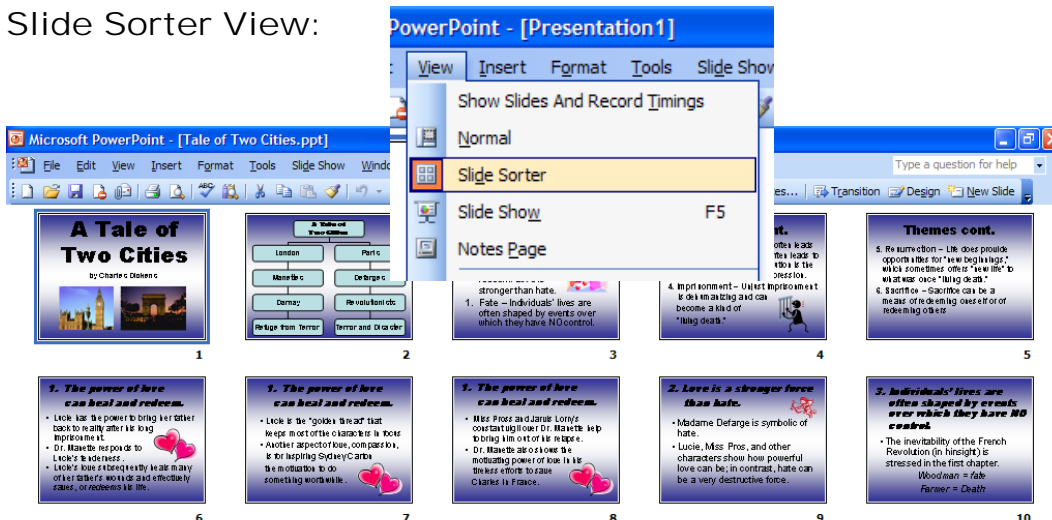 Slide Sorter View:
PowerPoint - [Presentation1]
View Insert Format Tools Slide Show
Show Slides And Record Timings
Normal
Slide Sorter
Slide Show F5
Notes Page
Microsoft PowerPoint - [Tale of Two Cities.ppt]
File Edit View Insert Format Tools Slide Show Windo
Type a question for help
Transition Design New Slide
A Tale of
Two Cities
by Charles Dickens
1
A Tale of
Two Cities
London Paris
Manettes Defarges
Darnay Revolutionists
Refuge from Terror Terror and Disaster
2
stronger than hate.
1. Fate – Individuals' lives are
often shaped by events over
which they have NO control.
3
often leads
4. Imprisonment – Unjust imprisonment
is dehumanizing and can
become a kind of
"living death."
4
Themes cont.
5. Resurrection – Life does provide
opportunities for "new beginnings,"
which sometimes offers "new life" to
what was once "living death."
6. Sacrifice – Sacrifice can be a
means of redeeming oneself or of
redeeming others
5
1. The power of love
can heal and redeem.
• Lucie has the power to bring her father
back to reality after his long
imprisonment.
• Dr. Manette responds to
Lucie's tenderness.
• Lucie's love subsequently heals many
of her father's wounds and effectively
saves, or redeems his life.
6
1. The power of love
can heal and redeem.
• Lucie is the "golden thread" that
keeps most of the characters in focus
• Another aspect of love, compassion,
is for inspiring Sydney Carton
the motivation to do
something worthwhile.
7
1. The power of love
can heal and redeem.
• Miss Pross and Jarvis Lorry's
constant vigil over Dr. Manette help
to bring him out of his relapse.
• Dr. Manette also shows the
motivating power of love in his
tireless efforts to save
Charles in France.
8
2. Love is a stronger force
than hate.
• Madame Defarge is symbolic of
hate.
• Lucie, Miss Pros, and other
characters show how powerful
love can be; in contrast, hate can
be a very destructive force.
9
3. Individuals' lives are
often shaped by events
over which they have NO
control.
• The inevitability of the French
Revolution (in hinsight) is
stressed in the first chapter.
Woodman = fate
Farmer = Death
10